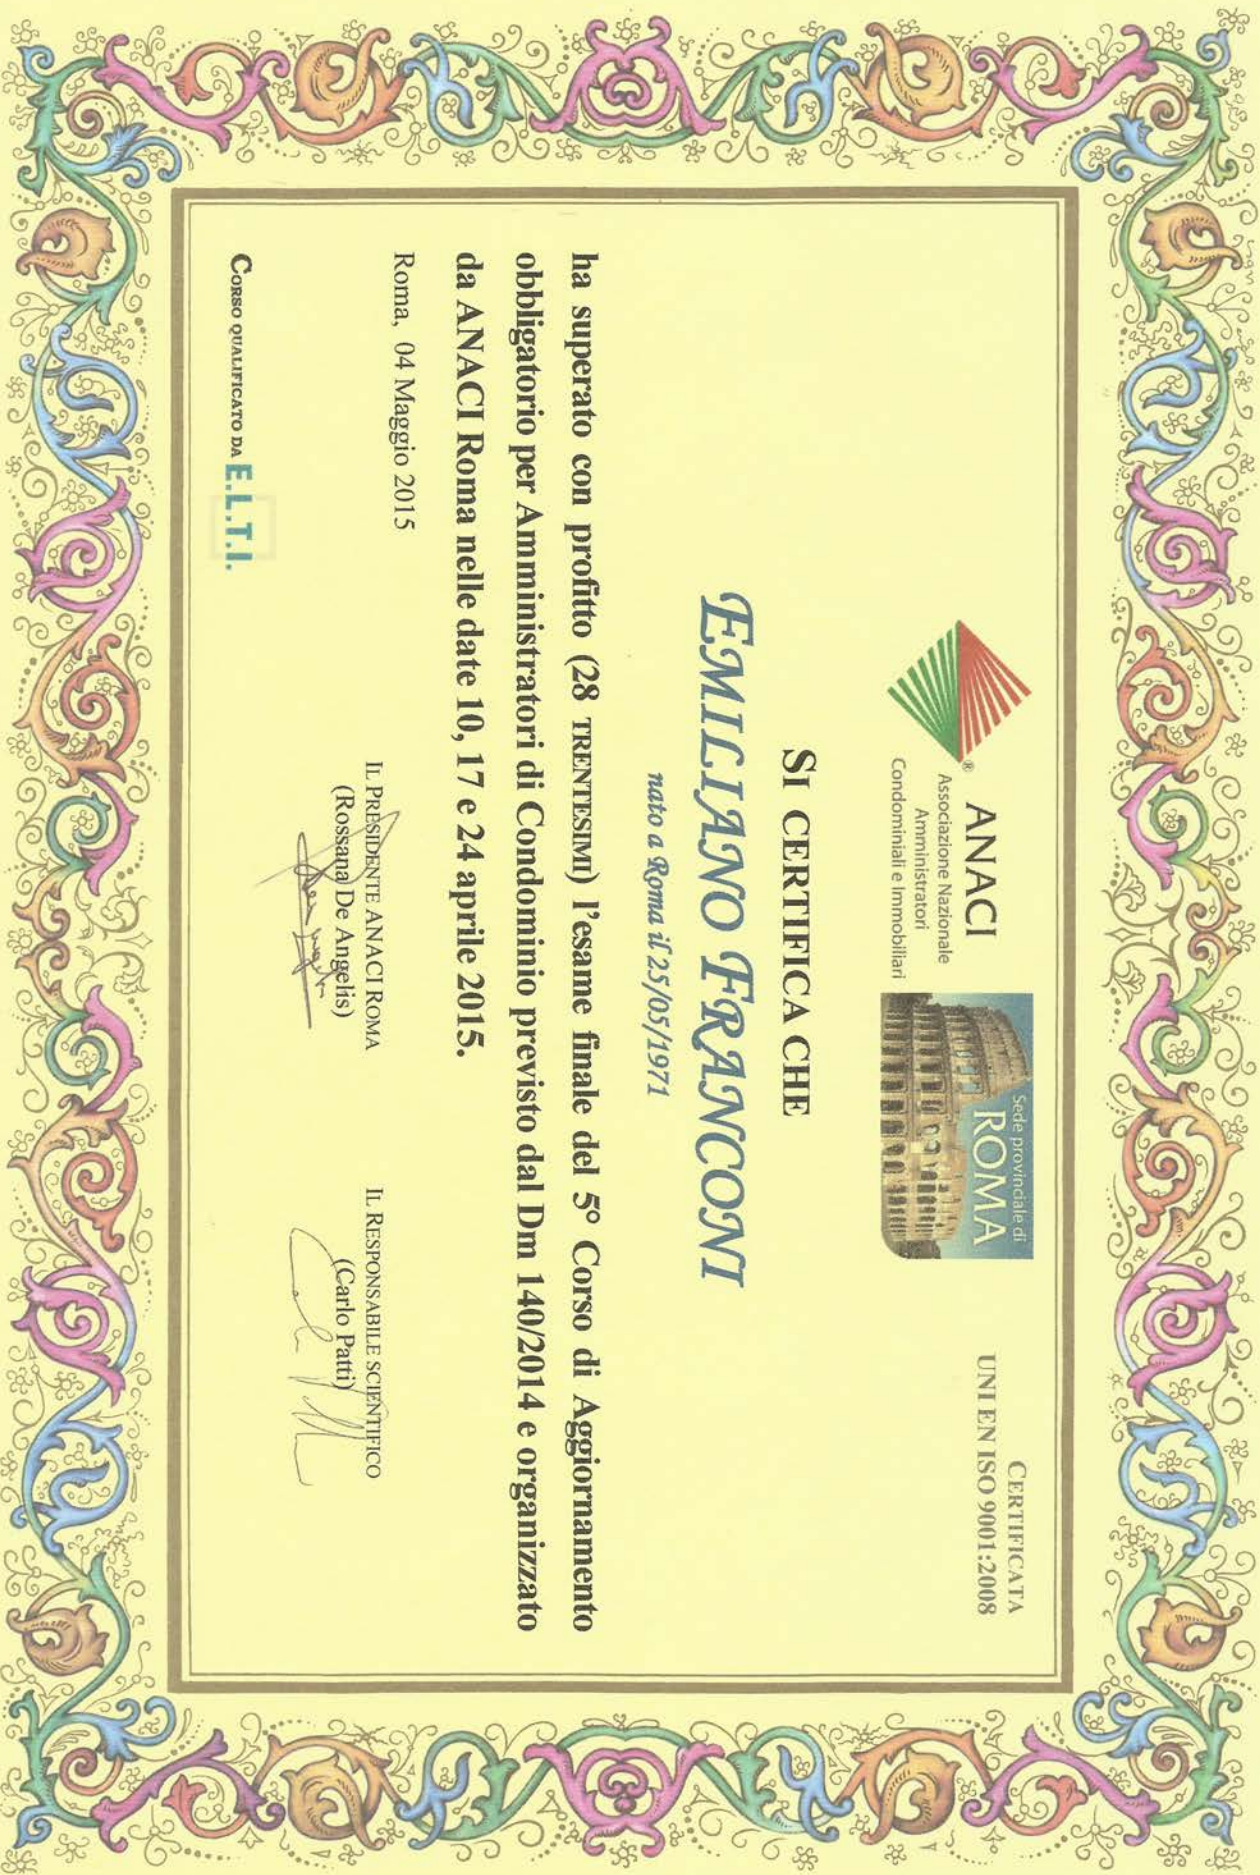 ANACI
Associazione Nazionale
Amministratori
Condominiali e Immobiliari
®
Sede provinciale di
ROMA
CERTIFICATA
UNI EN ISO 9001:2008
SI CERTIFICA CHE
EMILIANO FRANCONI
nato a Roma il 25/05/1971
ha superato con profitto (28 TRENTESIMI) l'esame finale del 5° Corso di Aggiornamento
obbligatorio per Amministratori di Condominio previsto dal Dm 140/2014 e organizzato
da ANACI Roma nelle date 10, 17 e 24 aprile 2015.
Roma, 04 Maggio 2015
IL PRESIDENTE ANACI ROMA
(Rossana De Angelis)
IL RESPONSABILE SCIENTIFICO
(Carlo Patti)
CORSO QUALIFICATO DA E.L.T.I.